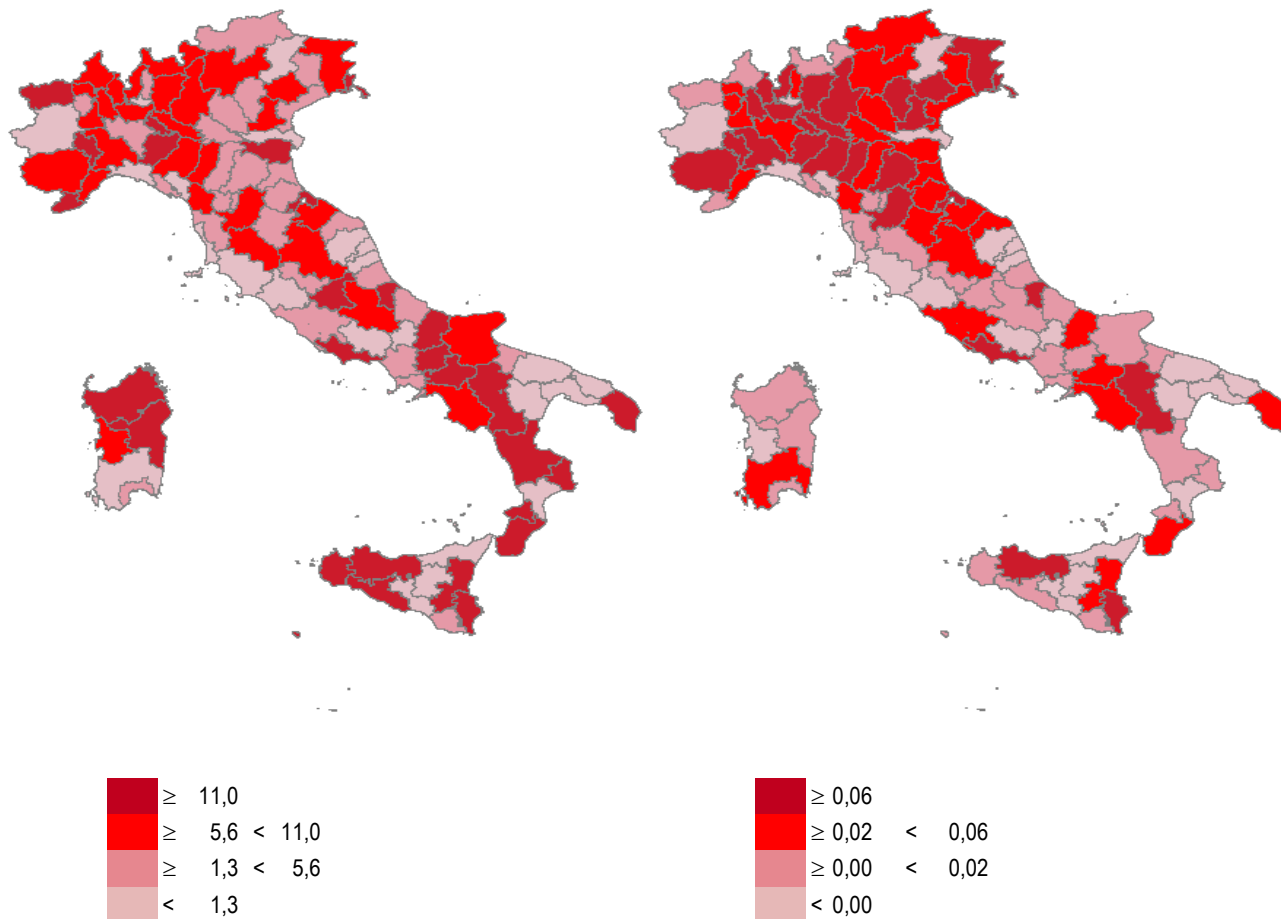 ≥ 11,0
≥ 5,6 < 11,0
≥ 1,3 < 5,6
< 1,3
≥ 0,06
≥ 0,02 < 0,06
≥ 0,00 < 0,02
< 0,00